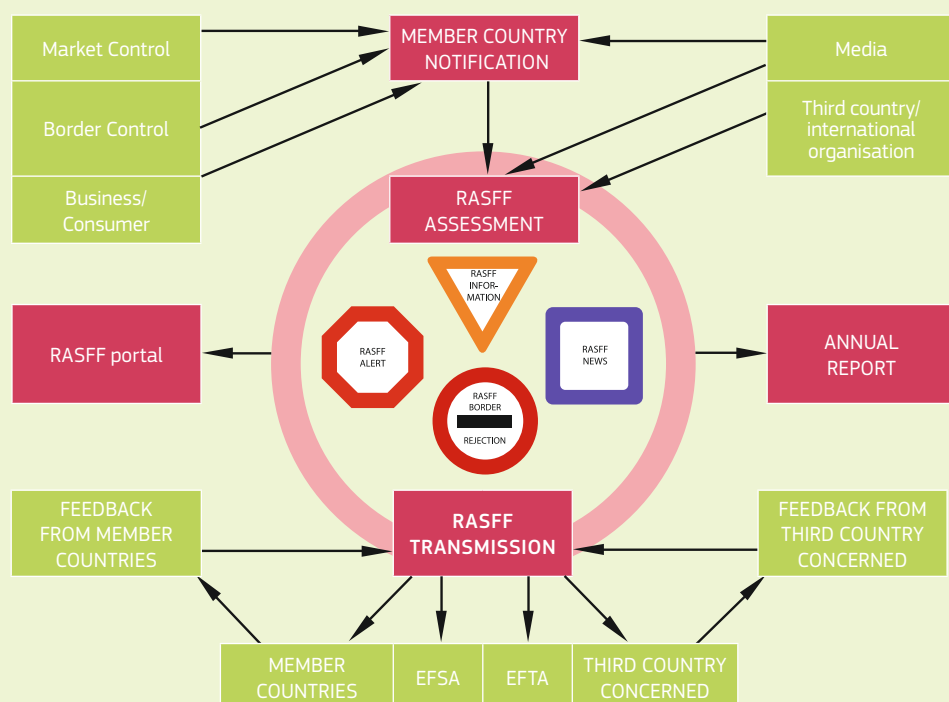 Market Control
Border Control
Business/
Consumer
MEMBER COUNTRY
NOTIFICATION
Media
Third country/
international
organisation
RASFF
ASSESSMENT
RASFF
INFOR-
MATION
RASFF
ALERT
RASFF
NEWS
RASFF
BORDER
REJECTION
RASFF portal
ANNUAL
REPORT
FEEDBACK
FROM MEMBER
COUNTRIES
RASFF
TRANSMISSION
FEEDBACK FROM
THIRD COUNTRY
CONCERNED
MEMBER
COUNTRIES
EFSA
EFTA
THIRD COUNTRY
CONCERNED